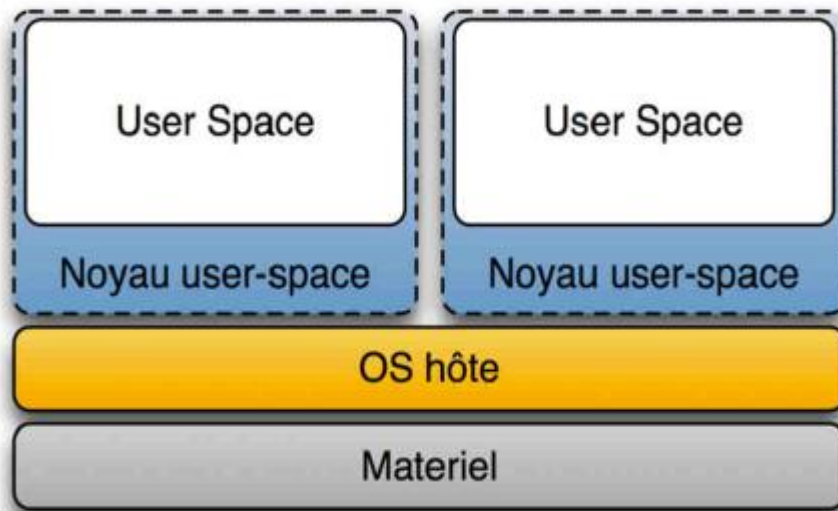 User Space
User Space
Noyau user-space
Noyau user-space
OS hôte
Materiel